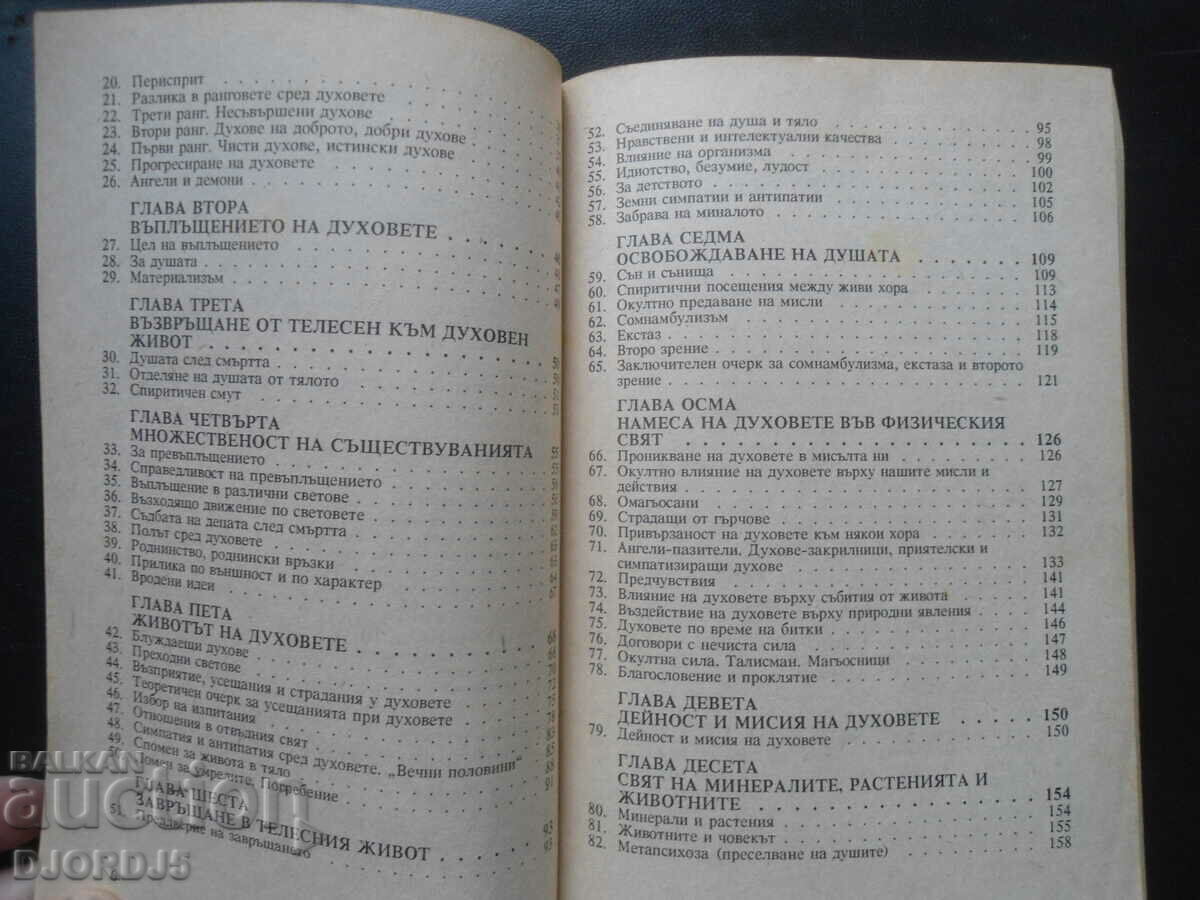 20. Перисприт
21. Разлика в ранговете сред духовете
22. Трети ранг. Несъвършени духове
23. Втори ранг. Духове на доброто, добри духове
24. Първи ранг. Чисти духове, истински духове
25. Прогресиране на духовете
26. Ангели и демони
ГЛАВА ВТОРА
ВЪПЛЪЩЕНИЕТО НА ДУХОВЕТЕ
27. Цел на въплъщението
28. За душата
29. Материализъм
ГЛАВА ТРЕТА
ВЪЗВРЪЩАНЕ ОТ ТЕЛЕСЕН КЪМ ДУХОВЕН
ЖИВОТ
30. Душата след смъртта
31. Отделяне на душата от тялото
32. Спиритичен смут
ГЛАВА ЧЕТВЪРТА
МНОЖЕСТВЕНОСТ НА СЪЩЕСТВУВАНИЯТА
33. За превъплъщението
34. Справедливост на превъплъщението
35. Въплъщение в различни светове
36. Възходящо движение по световете
37. Съдбата на децата след смъртта
38. Полът сред духовете
39. Роднинство, роднински връзки
40. Прилика по външност и по характер
41. Вродени идеи 67
ГЛАВА ПЕТА
ЖИВОТЪТ НА ДУХОВЕТЕ 68
42. Блуждаещи духове
43. Преходни светове
44. Възприятие, усещания и страдания у духовете
45. Теоретичен очерк за усещанията при духовете
46. Избор на изпитания
47. Отношения в отвъдния свят
48. Симпатия и антипатия сред духовете. „Вечни половини“
49. Спомен за живота в тяло
50. Помен за умрелите. Погребение 91
ГЛАВА ШЕСТА
ЗАВРЪЩАНЕ В ТЕЛЕСНИЯ ЖИВОТ 93
51. Преддверие на завръщането 93
6
52. Съединяване на душа и тяло 95
53. Нравствени и интелектуални качества 98
54. Влияние на организма 99
55. Идиотство, безумие, лудост 100
56. За детството 102
57. Земни симпатии и антипатии 105
58. Забрава на миналото 106
ГЛАВА СЕДМА
ОСВОБОЖДАВАНЕ НА ДУШАТА 109
59. Сън и сънища 109
60. Спиритични посещения между живи хора 113
61. Окултно предаване на мисли 114
62. Сомнамбулизъм 115
63. Екстаз 118
64. Второ зрение 119
65. Заключителен очерк за сомнамбулизма, екстаза и второто
зрение 121
ГЛАВА ОСМА
НАМЕСА НА ДУХОВЕТЕ ВЪВ ФИЗИЧЕСКИЯ
СВЯТ 126
66. Проникване на духовете в мисълта ни 126
67. Окултно влияние на духовете върху нашите мисли и
действия 127
68. Омагьосани 129
69. Страдащи от гърчове 131
70. Привързаност на духовете към някои хора 132
71. Ангели-пазители. Духове-закрилници, приятелски и
симпатизиращи духове 133
72. Предчувствия 141
73. Влияние на духовете върху събития от живота 141
74. Въздействие на духовете върху природни явления 144
75. Духовете по време на битки 146
76. Договори с нечиста сила 147
77. Окултна сила. Талисман. Магьосници 148
78. Благословение и проклятие 149
ГЛАВА ДЕВЕТА
ДЕЙНОСТ И МИСИЯ НА ДУХОВЕТЕ 150
79. Дейност и мисия на духовете 150
ГЛАВА ДЕСЕТА
СВЯТ НА МИНЕРАЛИТЕ, РАСТЕНИЯТА И
ЖИВОТНИТЕ 154
80. Минерали и растения 154
81. Животните и човекът 155
82. Метапсихоза (преселване на душите) 158
BALKAN
auction
DJORDJ5